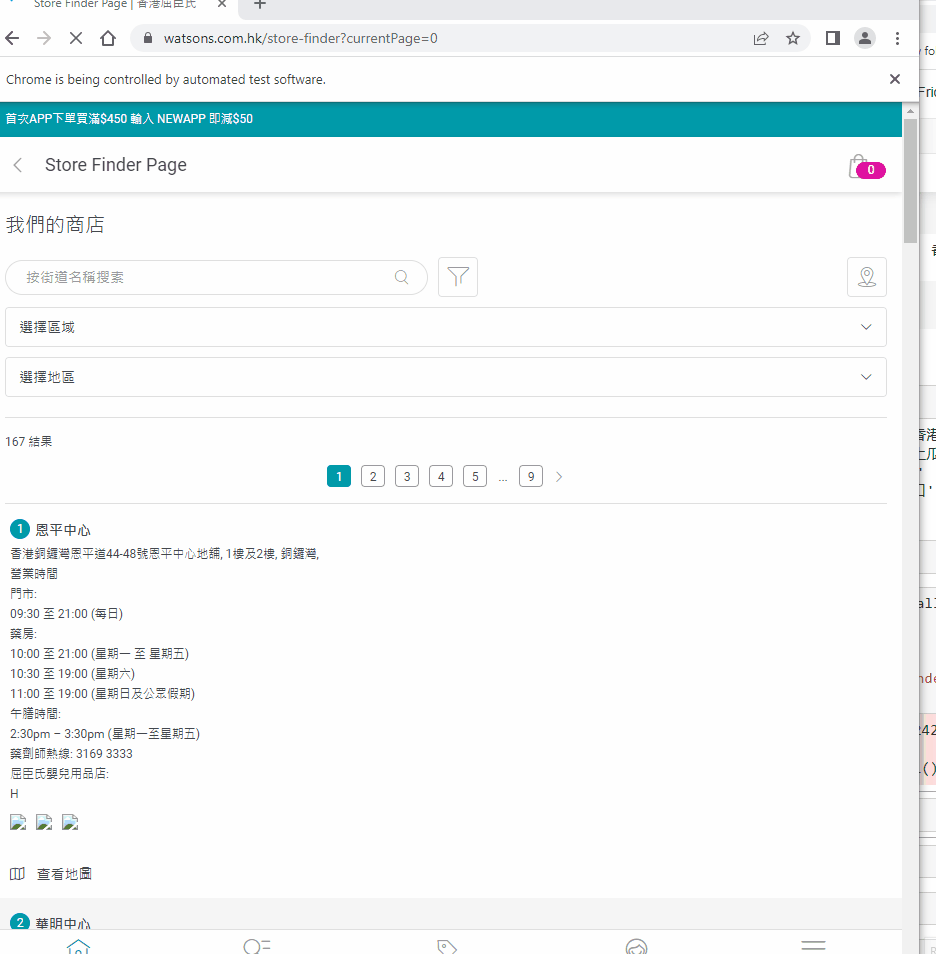 Store Finder Page | 香港屈臣氏
watsons.com.hk/store-finder?currentPage=0
Chrome is being controlled by automated test software.
首次APP下單買滿$450 輸入 NEWAPP 即減$50
Store Finder Page
0
我們的商店
按街道名稱搜索
選擇區域
選擇地區
167 結果
1 2 3 4 5 ... 9
1 恩平中心
香港銅鑼灣恩平道44-48號恩平中心地舖, 1樓及2樓, 銅鑼灣,
營業時間
門市:
09:30 至 21:00 (每日)
藥房:
10:00 至 21:00 (星期一 至 星期五)
10:30 至 19:00 (星期六)
11:00 至 19:00 (星期日及公眾假期)
午膳時間:
2:30pm – 3:30pm (星期一至星期五)
藥劑師熱線: 3169 3333
屈臣氏嬰兒用品店:
H
查看地圖
2 華明中心